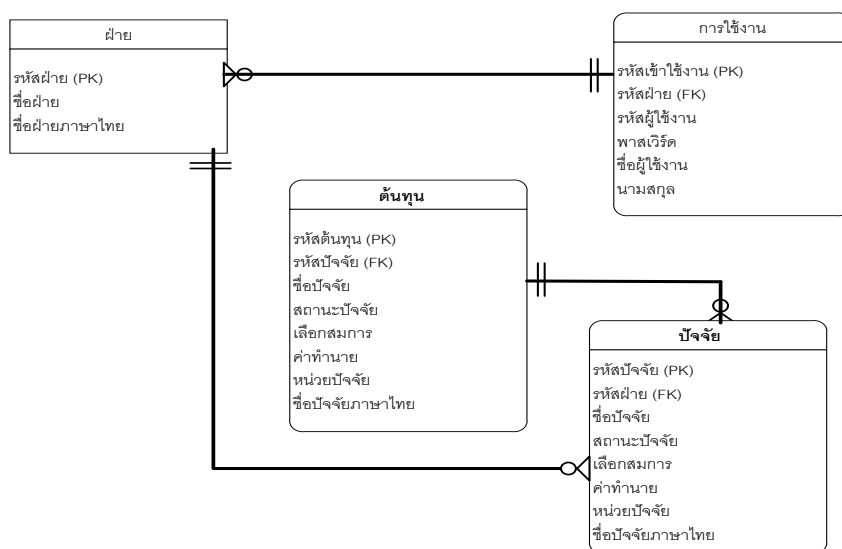 ฝ่าย
รหัสฝ่าย (PK)
ชื่อฝ่าย
ชื่อฝ่ายภาษาไทย
การใช้งาน
รหัสเข้าใช้งาน (PK)
รหัสฝ่าย (FK)
รหัสผู้ใช้งาน
พาสเวิร์ด
ชื่อผู้ใช้งาน
นามสกุล
ต้นทุน
รหัสต้นทุน (PK)
รหัสปัจจัย (FK)
ชื่อปัจจัย
สถานะปัจจัย
เลือกสมการ
ค่าทำนาย
หน่วยปัจจัย
ชื่อปัจจัยภาษาไทย
ปัจจัย
รหัสปัจจัย (PK)
รหัสฝ่าย (FK)
ชื่อปัจจัย
สถานะปัจจัย
เลือกสมการ
ค่าทำนาย
หน่วยปัจจัย
ชื่อปัจจัยภาษาไทย